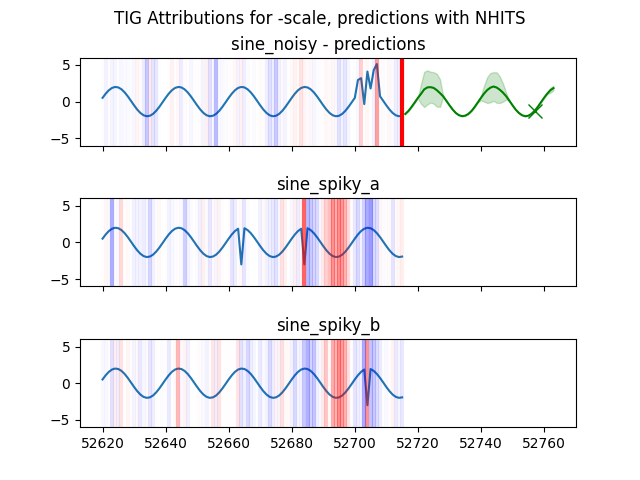 TIG Attributions for -scale, predictions with NHITS
sine_noisy - predictions
5
0
−5
sine_spiky_a
5
0
−5
sine_spiky_b
5
0
−5
52620 52640 52660 52680 52700 52720 52740 52760